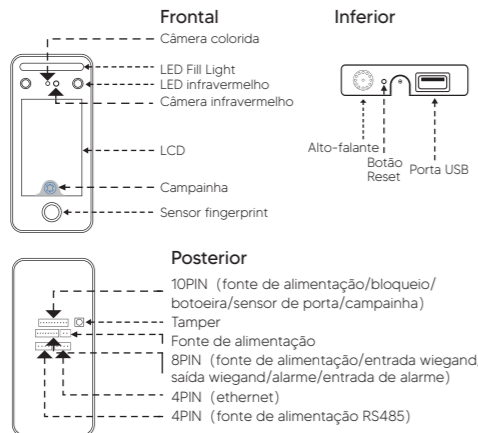 Frontal
Câmera colorida
LED Fill Light
LED infravermelho
Câmera infravermelho
LCD
Campainha
Sensor fingerprint
Inferior
Alto-falante
Botão
Reset
Porta USB
Posterior
10PIN (fonte de alimentação/bloqueio/
botoeira/sensor de porta/campainha)
Tamper
Fonte de alimentação
8PIN (fonte de alimentação/entrada wiegand/
saída wiegand/alarme/entrada de alarme)
4PIN (ethernet)
4PIN (fonte de alimentação RS485)